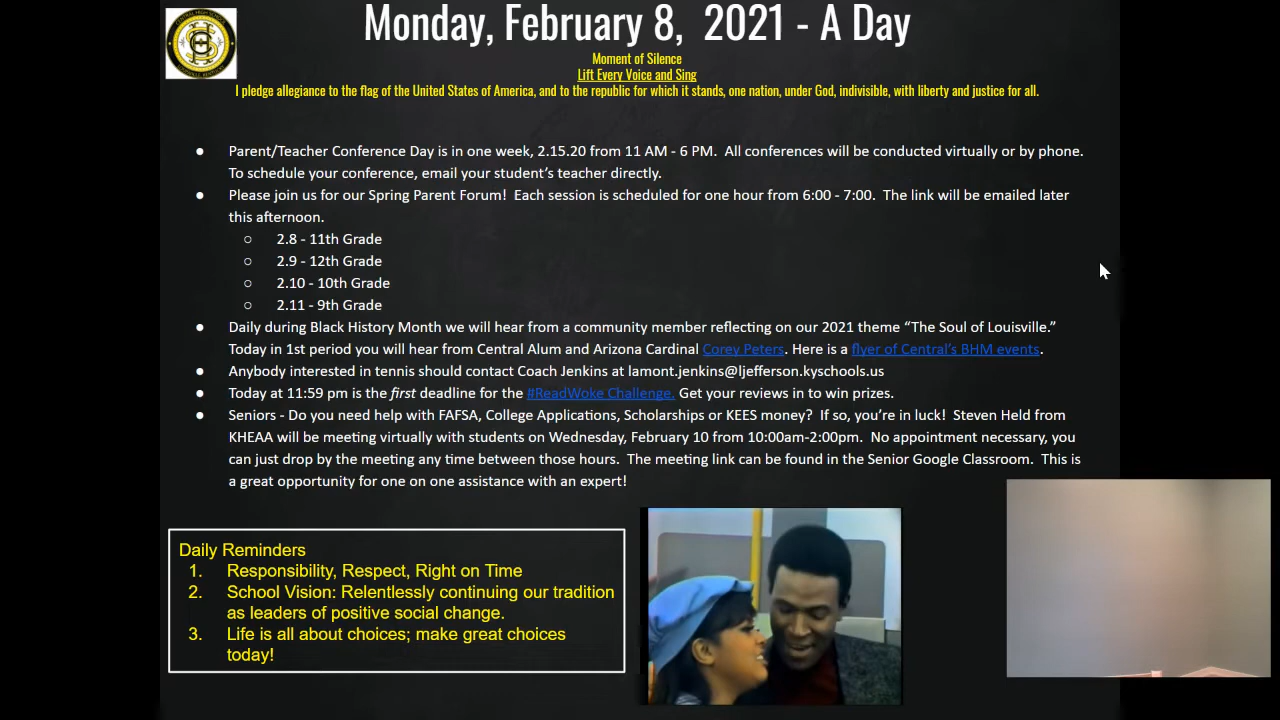 Monday, February 8, 2021 - A Day
Moment of Silence
Lift Every Voice and Sing
I pledge allegiance to the flag of the United States of America, and to the republic for which it stands, one nation, under God, indivisible, with liberty and justice for all.
● Parent/Teacher Conference Day is in one week, 2.15.20 from 11 AM - 6 PM. All conferences will be conducted virtually or by phone.
To schedule your conference, email your student's teacher directly.
● Please join us for our Spring Parent Forum! Each session is scheduled for one hour from 6:00 - 7:00. The link will be emailed later
this afternoon.
○ 2.8 - 11th Grade
○ 2.9 - 12th Grade
○ 2.10 - 10th Grade
○ 2.11 - 9th Grade
● Daily during Black History Month we will hear from a community member reflecting on our 2021 theme “The Soul of Louisville.”
Today in 1st period you will hear from Central Alum and Arizona Cardinal Corey Peters. Here is a flyer of Central's BHM events.
● Anybody interested in tennis should contact Coach Jenkins at lamont.jenkins@ljefferson.kyschools.us
● Today at 11:59 pm is the first deadline for the #ReadWoke Challenge. Get your reviews in to win prizes.
● Seniors - Do you need help with FAFSA, College Applications, Scholarships or KEES money? If so, you're in luck! Steven Held from
KHEAA will be meeting virtually with students on Wednesday, February 10 from 10:00am-2:00pm. No appointment necessary, you
can just drop by the meeting any time between those hours. The meeting link can be found in the Senior Google Classroom. This is
a great opportunity for one on one assistance with an expert!
Daily Reminders
1. Responsibility, Respect, Right on Time
2. School Vision: Relentlessly continuing our tradition
as leaders of positive social change.
3. Life is all about choices; make great choices
today!